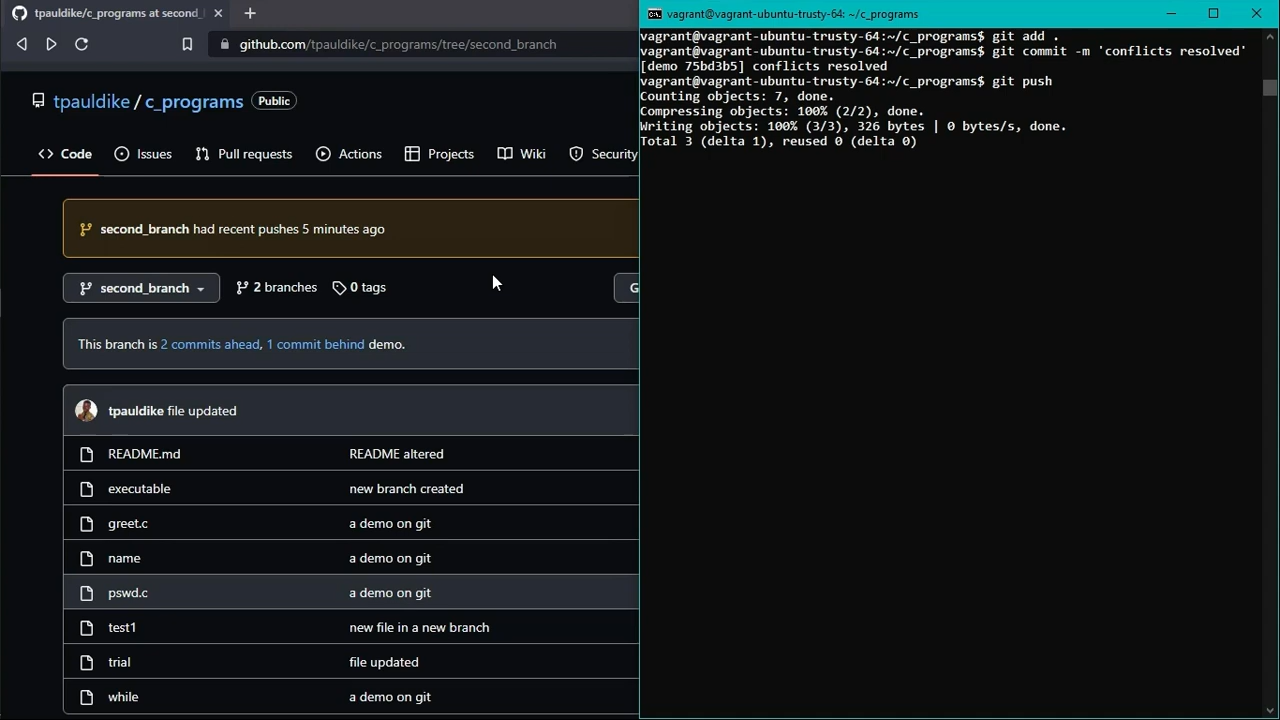 tpauldike/c_programs at second_
github.com/tpauldike/c_programs/tree/second_branch
tpauldike / c_programs Public
Code Issues Pull requests Actions Projects Wiki Security
second_branch had recent pushes 5 minutes ago
second_branch 2 branches 0 tags G
This branch is 2 commits ahead, 1 commit behind demo.
tpauldike file updated
README.md README altered
executable new branch created
greet.c a demo on git
name a demo on git
pswd.c a demo on git
test1 new file in a new branch
trial file updated
while a demo on git
vagrant@vagrant-ubuntu-trusty-64: ~/c_programs
vagrant@vagrant-ubuntu-trusty-64:~/c_programs$ git add .
vagrant@vagrant-ubuntu-trusty-64:~/c_programs$ git commit -m 'conflicts resolved'
[demo 75bd3b5] conflicts resolved
vagrant@vagrant-ubuntu-trusty-64:~/c_programs$ git push
Counting objects: 7, done.
Compressing objects: 100% (2/2), done.
Writing objects: 100% (3/3), 326 bytes | 0 bytes/s, done.
Total 3 (delta 1), reused 0 (delta 0)